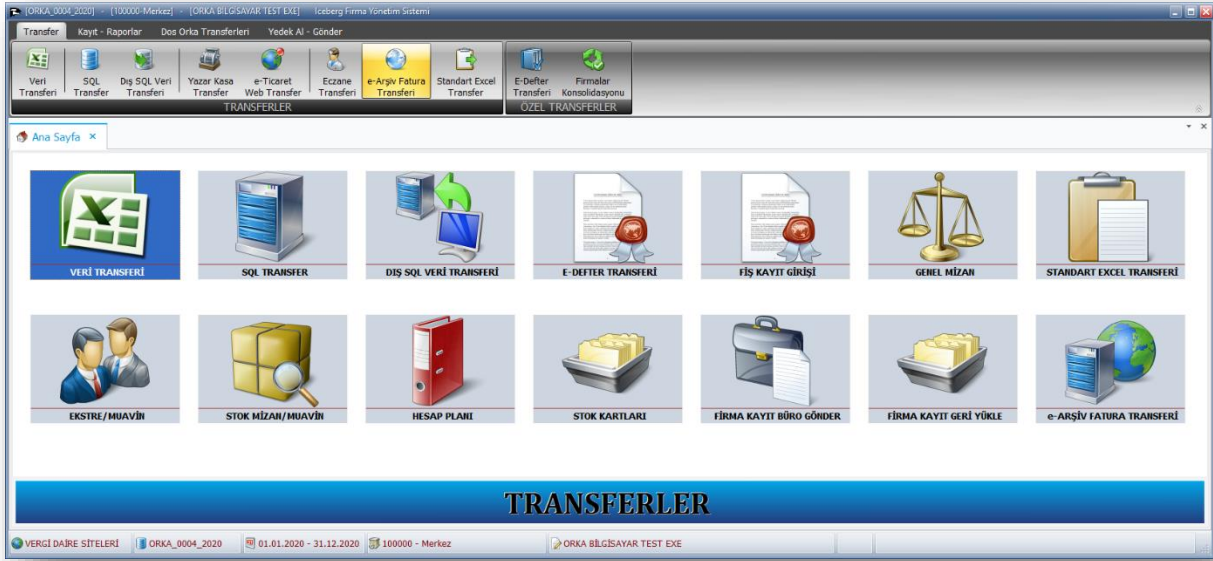 [ORKA_0004_2020] - [100000-Merkez] - [ORKA BİLGİSAYAR TEST EXE] Iceberg Firma Yönetim Sistemi
Transfer Kayıt - Raporlar Dos Orka Transferleri Yedek Al - Gönder
Veri Transferi
SQL Transfer
Dış SQL Veri Transferi
Yazar Kasa Transfer
e-Ticaret Web Transfer
Eczane Transferi
e-Arşiv Fatura Transferi
Standart Excel Transfer
E-Defter Transferi
Firmalar Konsolidasyonu
TRANSFERLER ÖZEL TRANSFERLER
Ana Sayfa
VERİ TRANSFERİ
SQL TRANSFER
DIŞ SQL VERİ TRANSFERİ
E-DEFTER TRANSFERİ
FİŞ KAYIT GİRİŞİ
GENEL MİZAN
STANDART EXCEL TRANSFERİ
EKSTRE/MUAVİN
STOK MİZAN/MUAVİN
HESAP PLANI
STOK KARTLARI
FİRMA KAYIT BÜRO GÖNDER
FİRMA KAYIT GERİ YÜKLE
e-ARŞİV FATURA TRANSFERİ
TRANSFERLER
VERGİ DAİRE SİTELERİ ORKA_0004_2020 01.01.2020 - 31.12.2020 100000 - Merkez ORKA BİLGİSAYAR TEST EXE